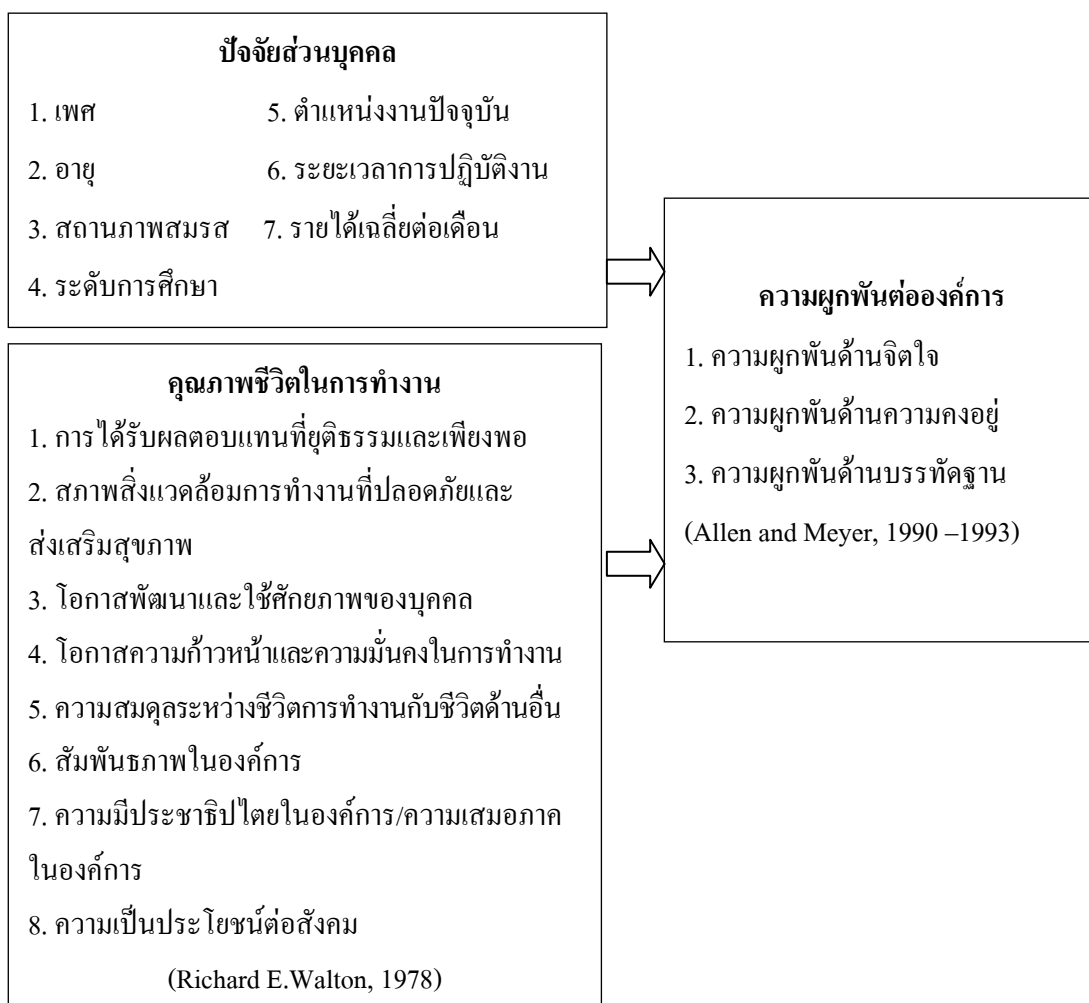 ปัจจัยส่วนบุคคล
1. เพศ 5. ตำแหน่งงานปัจจุบัน
2. อายุ 6. ระยะเวลาการปฏิบัติงาน
3. สถานภาพสมรส 7. รายได้เฉลี่ยต่อเดือน
4. ระดับการศึกษา
คุณภาพชีวิตในการทำงาน
1. การได้รับผลตอบแทนที่ยุติธรรมและเพียงพอ
2. สภาพสิ่งแวดล้อมการทำงานที่ปลอดภัยและ
ส่งเสริมสุขภาพ
3. โอกาสพัฒนาและใช้ศักยภาพของบุคคล
4. โอกาสความก้าวหน้าและความมั่นคงในการทำงาน
5. ความสมดุลระหว่างชีวิตการทำงานกับชีวิตด้านอื่น
6. สัมพันธภาพในองค์การ
7. ความมีประชาธิปไตยในองค์การ/ความเสมอภาค
ในองค์การ
8. ความเป็นประโยชน์ต่อสังคม
(Richard E.Walton, 1978)
ความผูกพันต่อองค์การ
1. ความผูกพันด้านจิตใจ
2. ความผูกพันด้านความคงอยู่
3. ความผูกพันด้านบรรทัดฐาน
(Allen and Meyer, 1990 –1993)